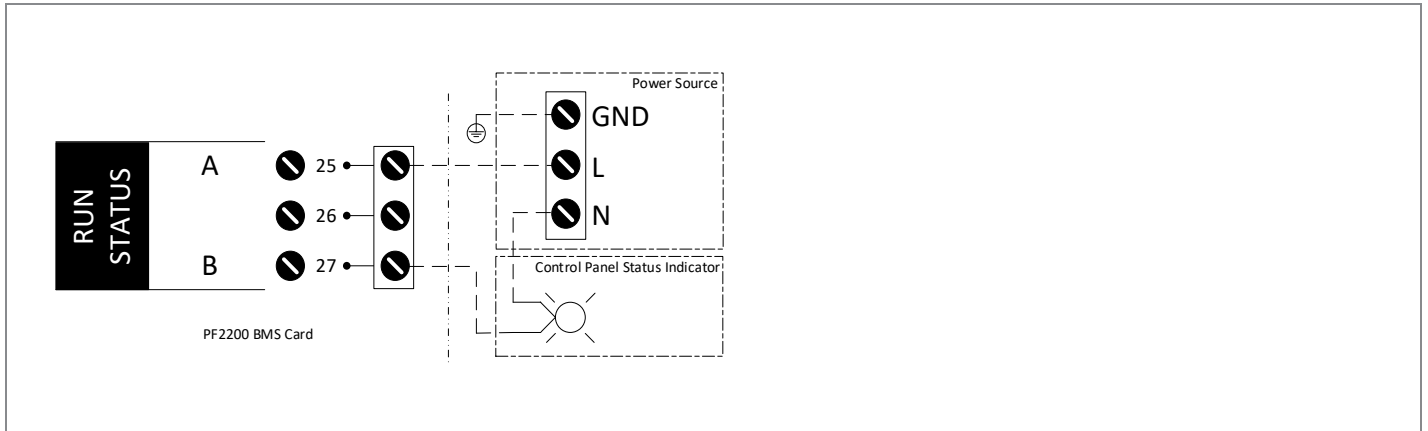 Power Source
GND
L
N
RUN
STATUS
A
25
26
B
27
Control Panel Status Indicator
PF2200 BMS Card